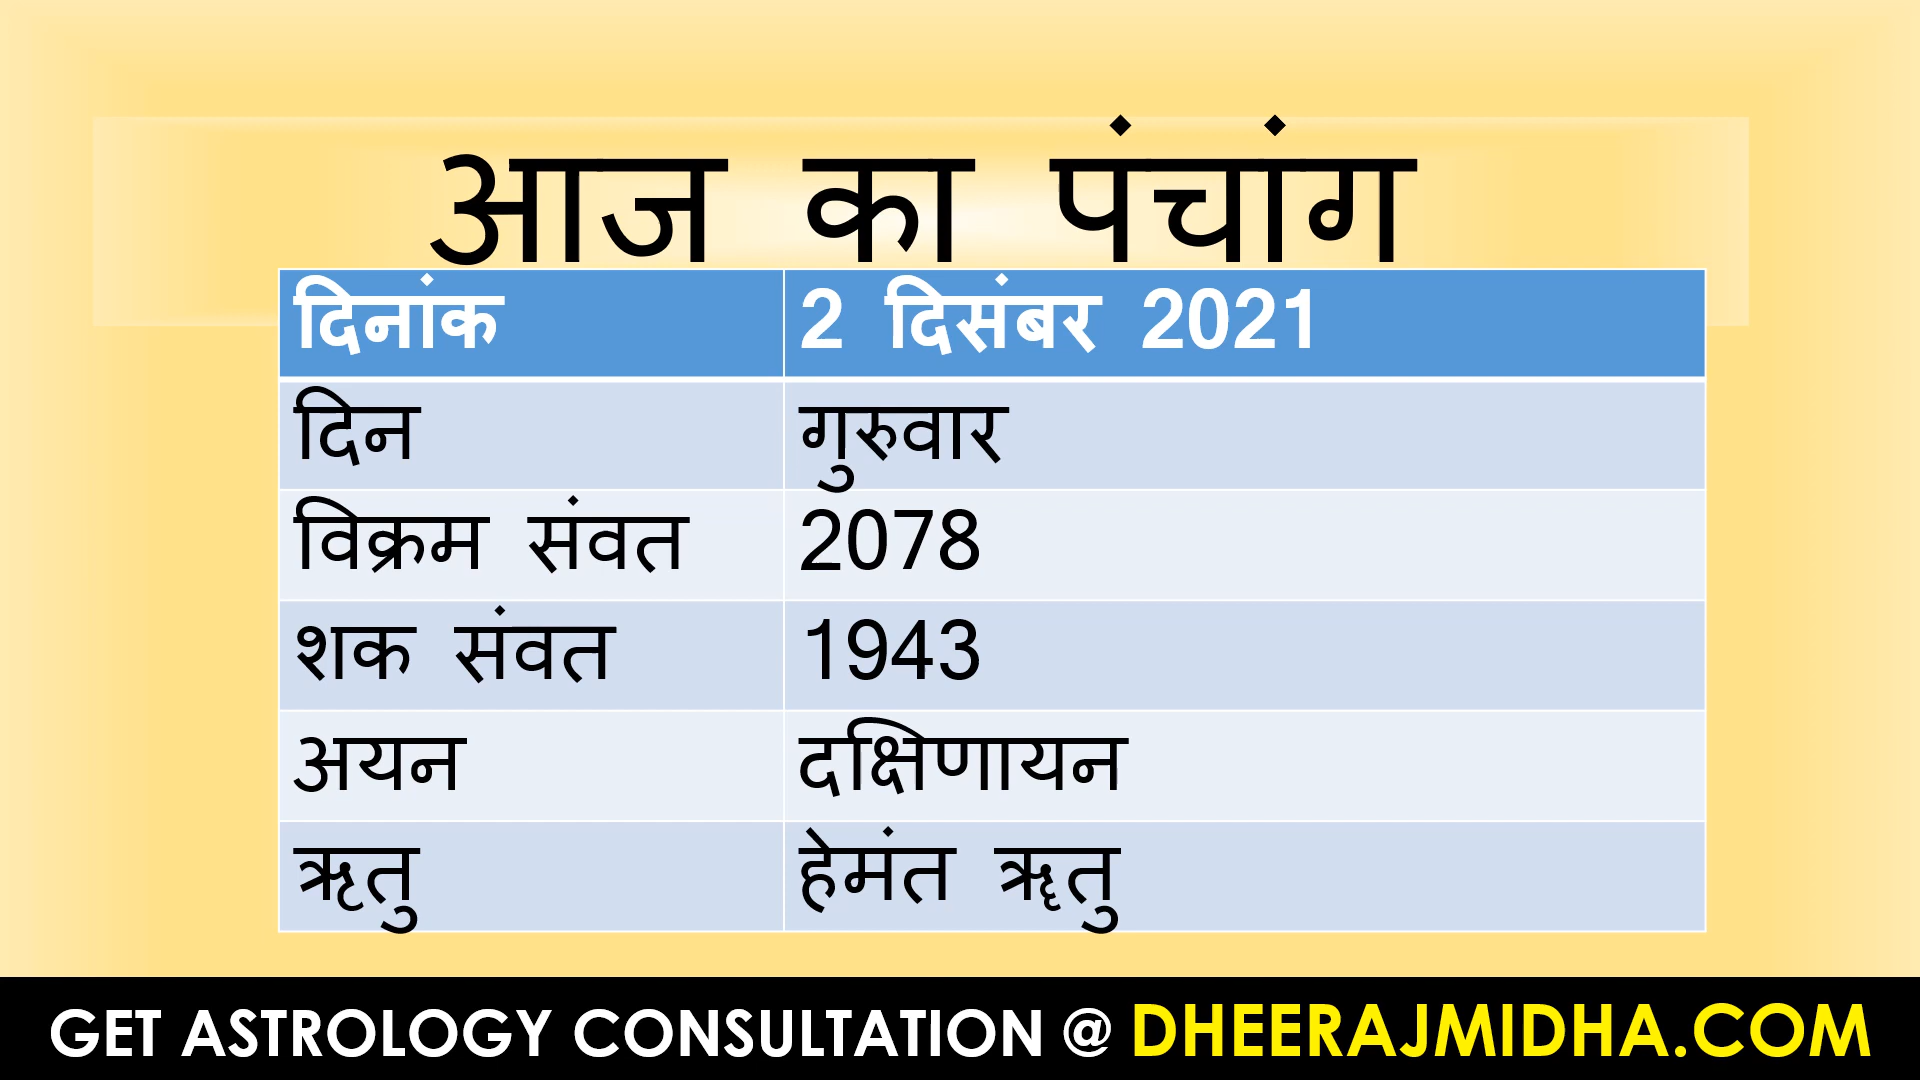 आज का पंचांग
दिनांक 2 दिसंबर 2021
दिन गुरुवार
विक्रम संवत 2078
शक संवत 1943
अयन दक्षिणायन
ऋतु हेमंत ॠतु
GET ASTROLOGY CONSULTATION @ DHEERAJMIDHA.COM